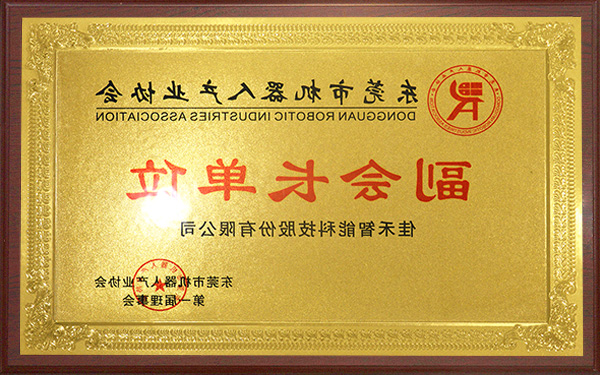 东莞市机器人产业协会
DONGGUAN ROBOTIC INDUSTRIES ASSOCIATION
副会长单位
佳禾智能科技股份有限公司
东莞市机器人产业协会
第一届理事会